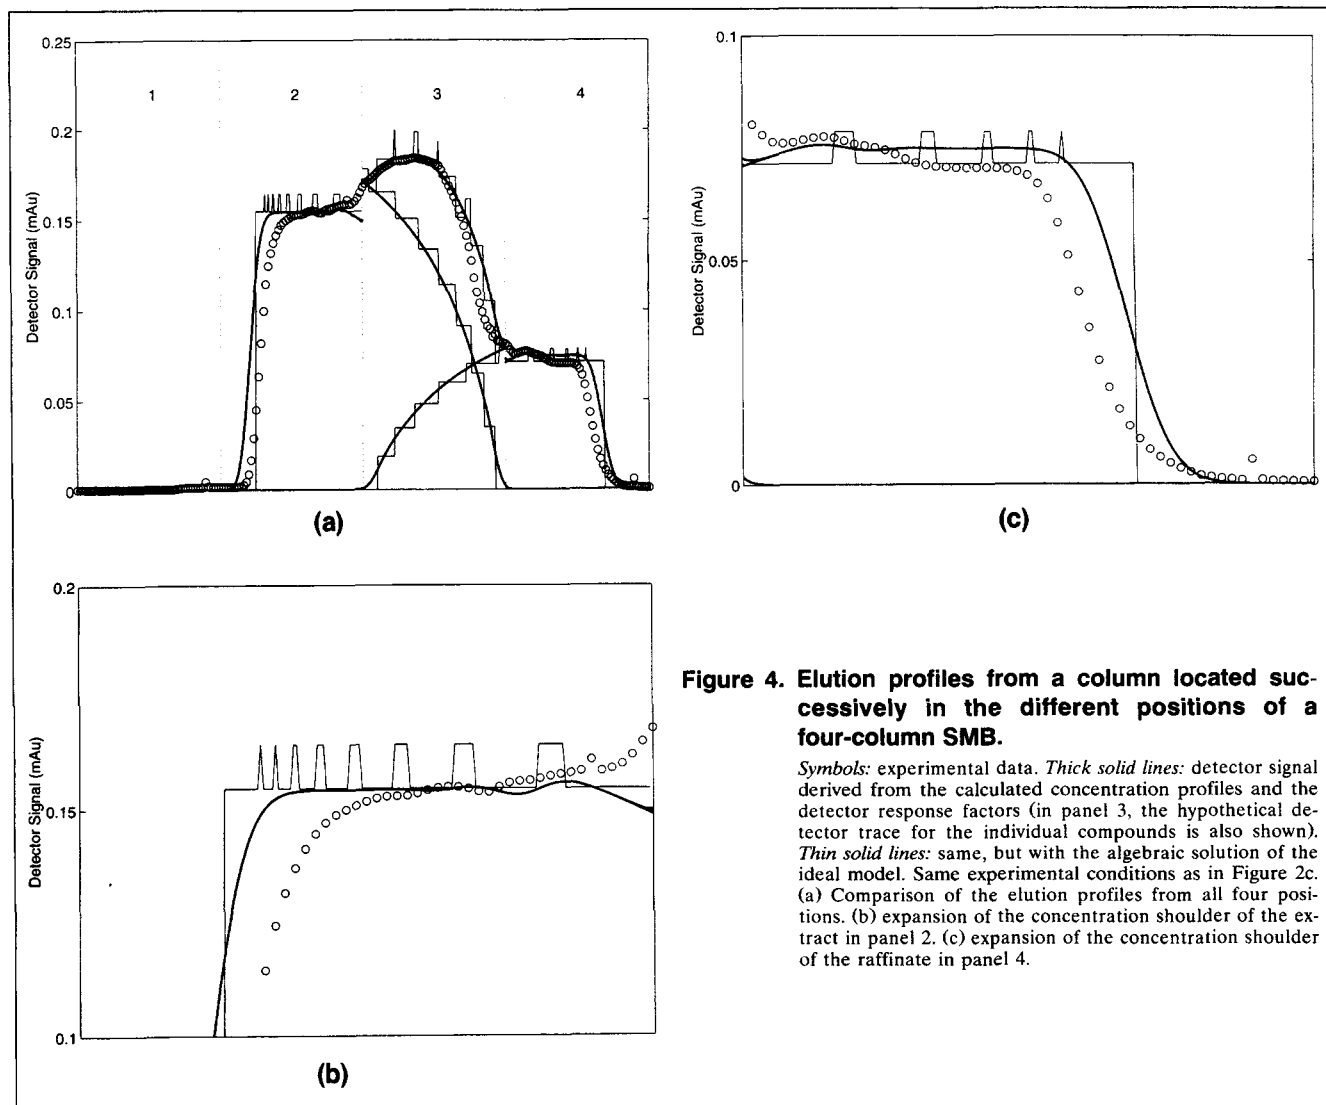 0.25
0.2
0.15
0.1
0.05
0
Detector Signal (mAu)
1
2
3
4
(a)
0.1
0.05
0
Detector Signal (mAu)
(c)
0.2
0.15
0.1
Detector Signal (mAu)
(b)
Figure 4. Elution profiles from a column located suc-
cessively in the different positions of a
four-column SMB.
Symbols: experimental data. Thick solid lines: detector signal
derived from the calculated concentration profiles and the
detector response factors (in panel 3, the hypothetical de-
tector trace for the individual compounds is also shown).
Thin solid lines: same, but with the algebraic solution of the
ideal model. Same experimental conditions as in Figure 2c.
(a) Comparison of the elution profiles from all four posi-
tions. (b) expansion of the concentration shoulder of the ex-
tract in panel 2. (c) expansion of the concentration shoulder
of the raffinate in panel 4.